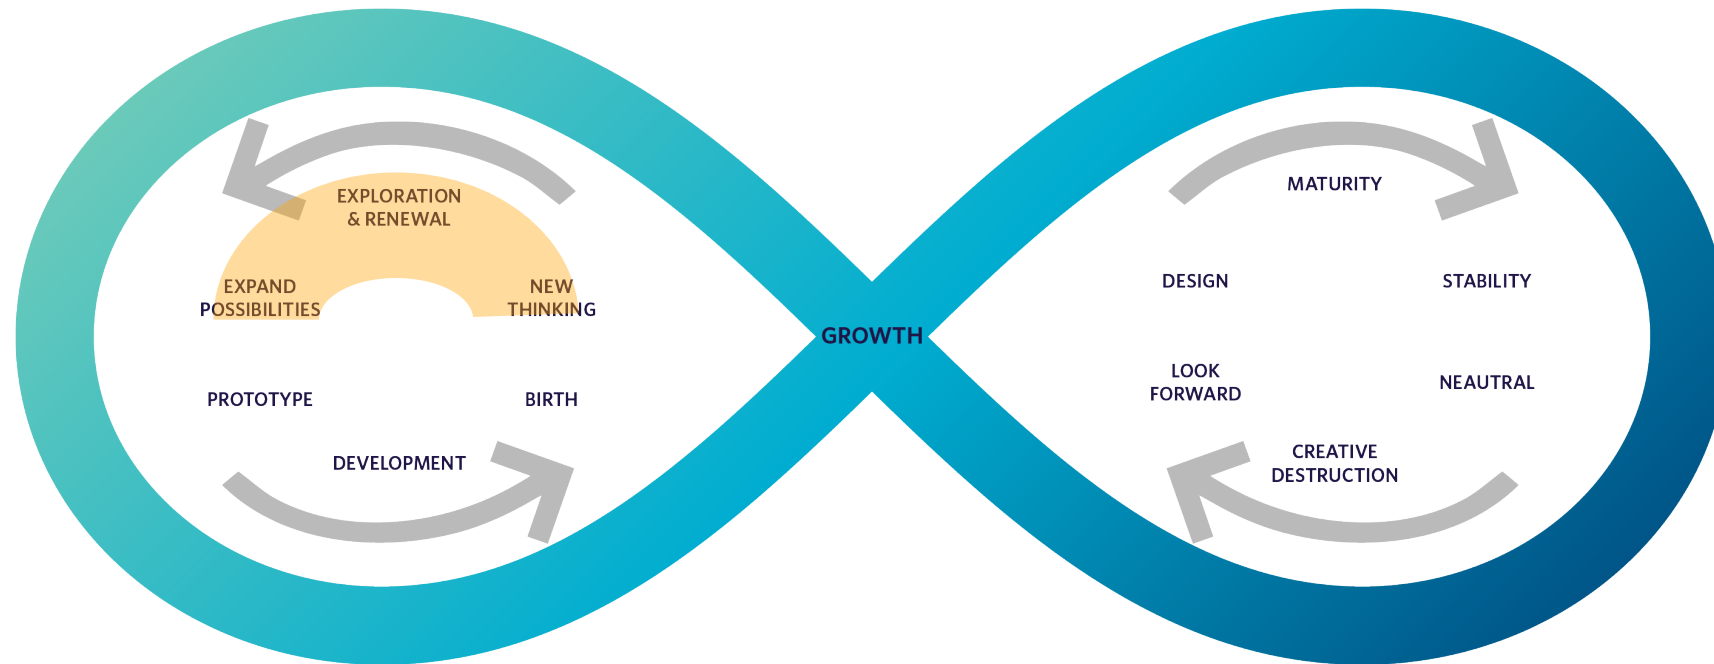 EXPLORATION
& RENEWAL
EXPAND
POSSIBILITIES
NEW
THINKING
PROTOTYPE
BIRTH
DEVELOPMENT
GROWTH
MATURITY
DESIGN
STABILITY
LOOK
FORWARD
NEAUTRAL
CREATIVE
DESTRUCTION